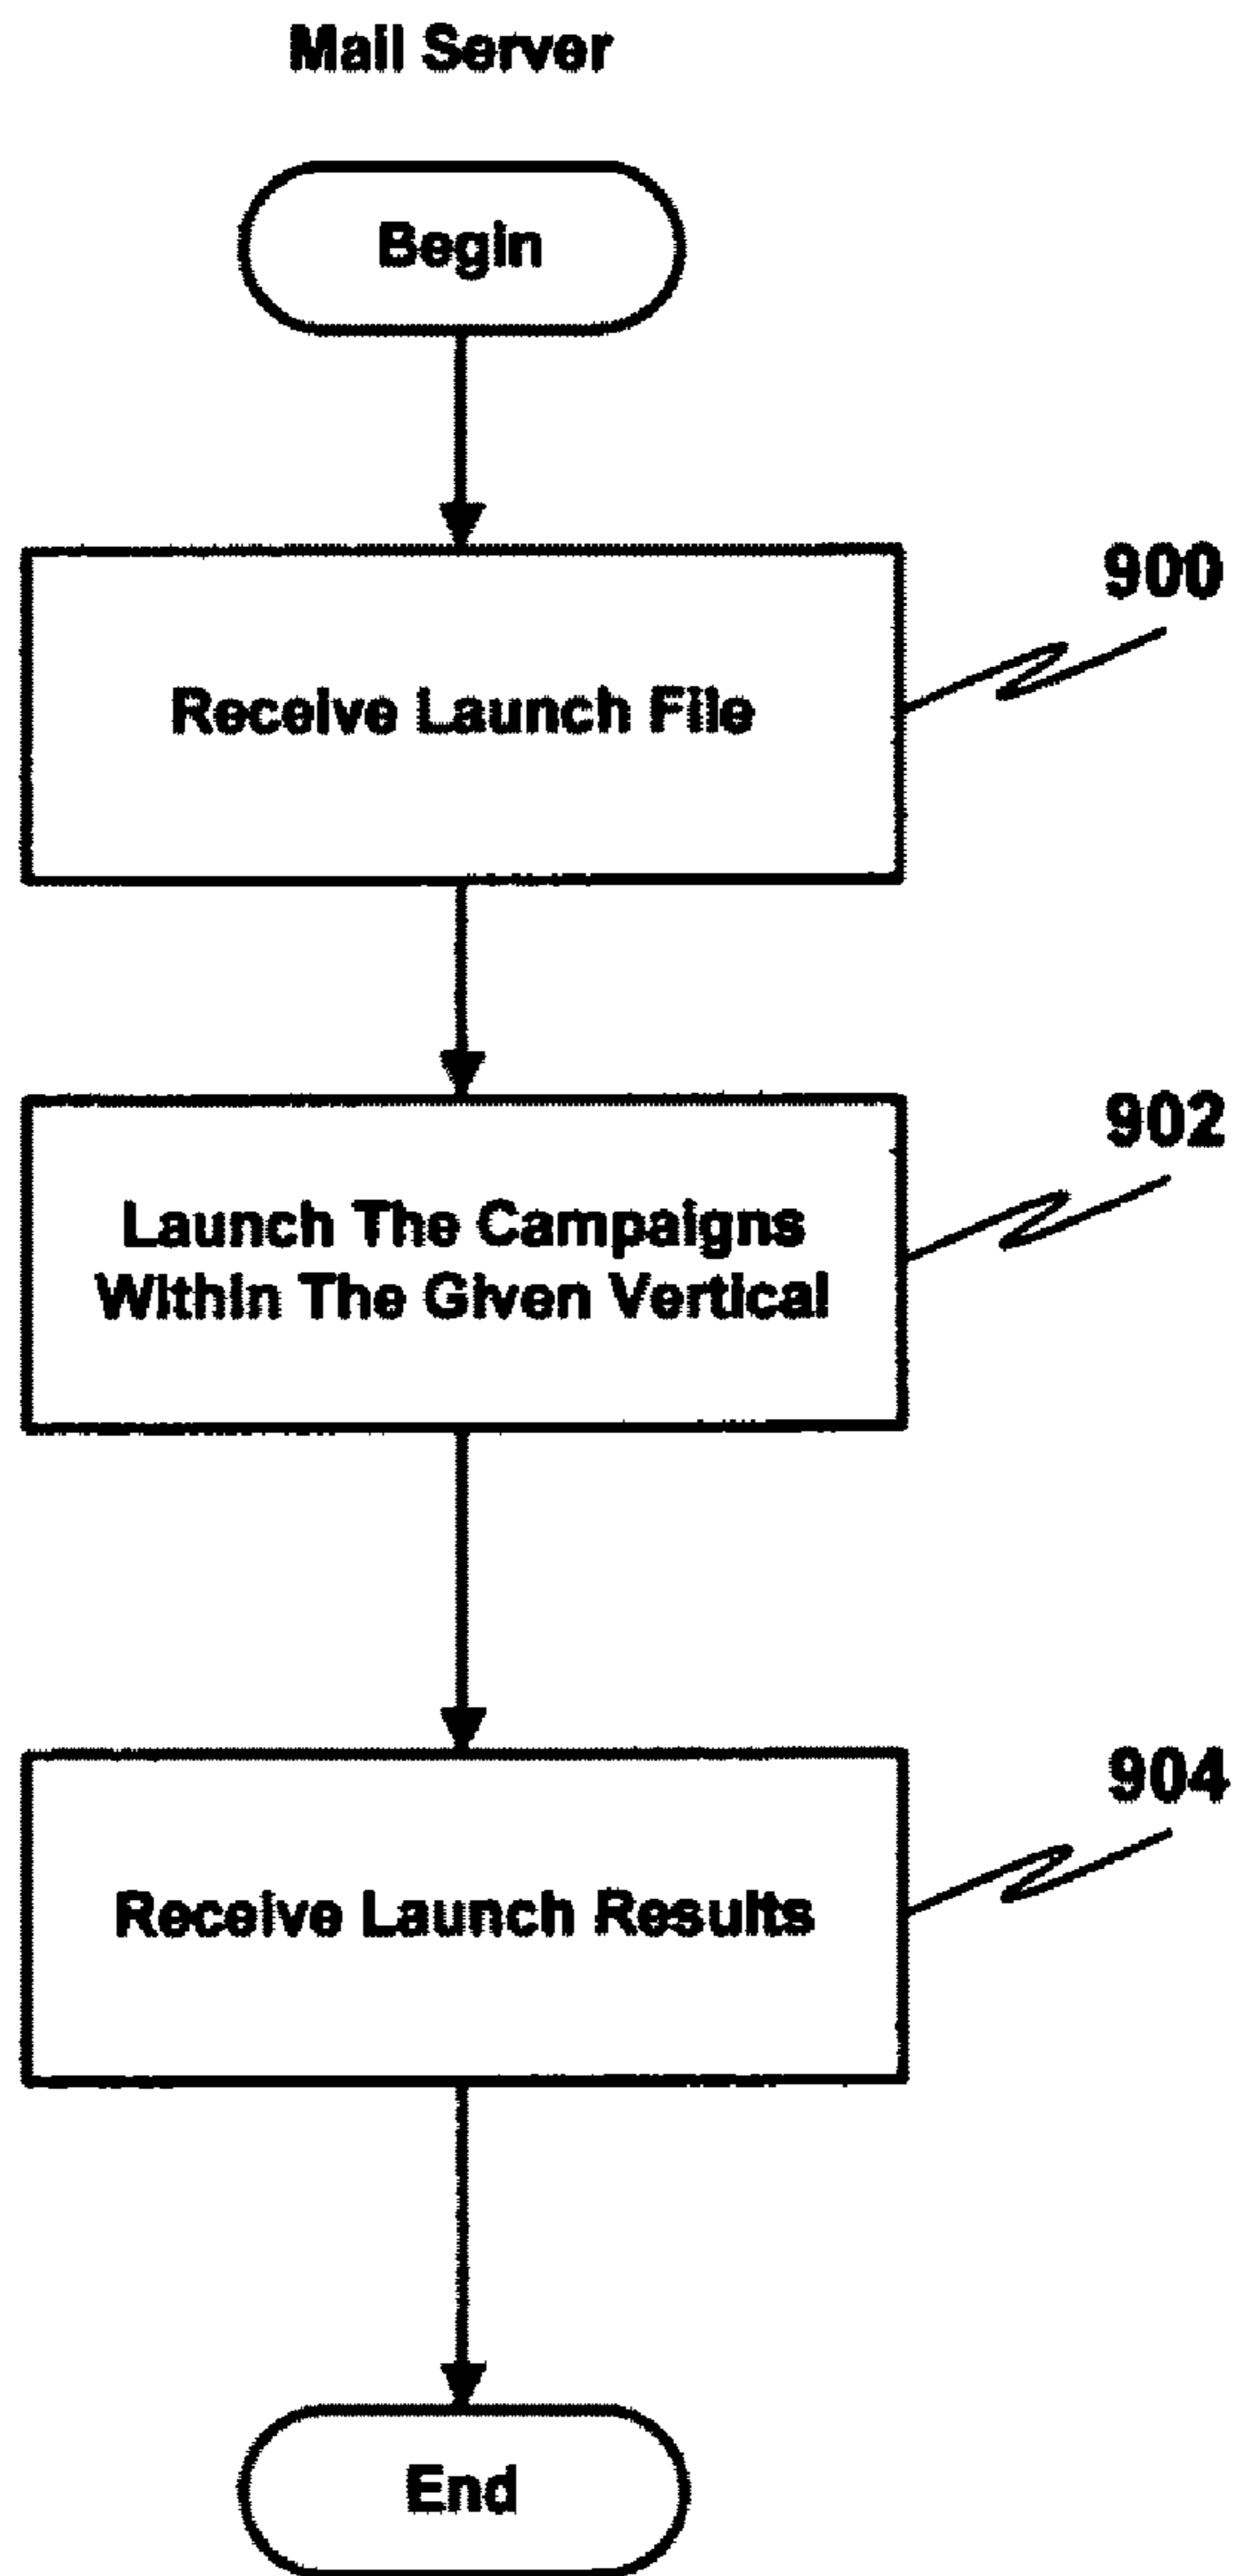 Mail Server
Begin
900
Receive Launch File
902
Launch The Campaigns
Within The Given Vertical
904
Receive Launch Results
End